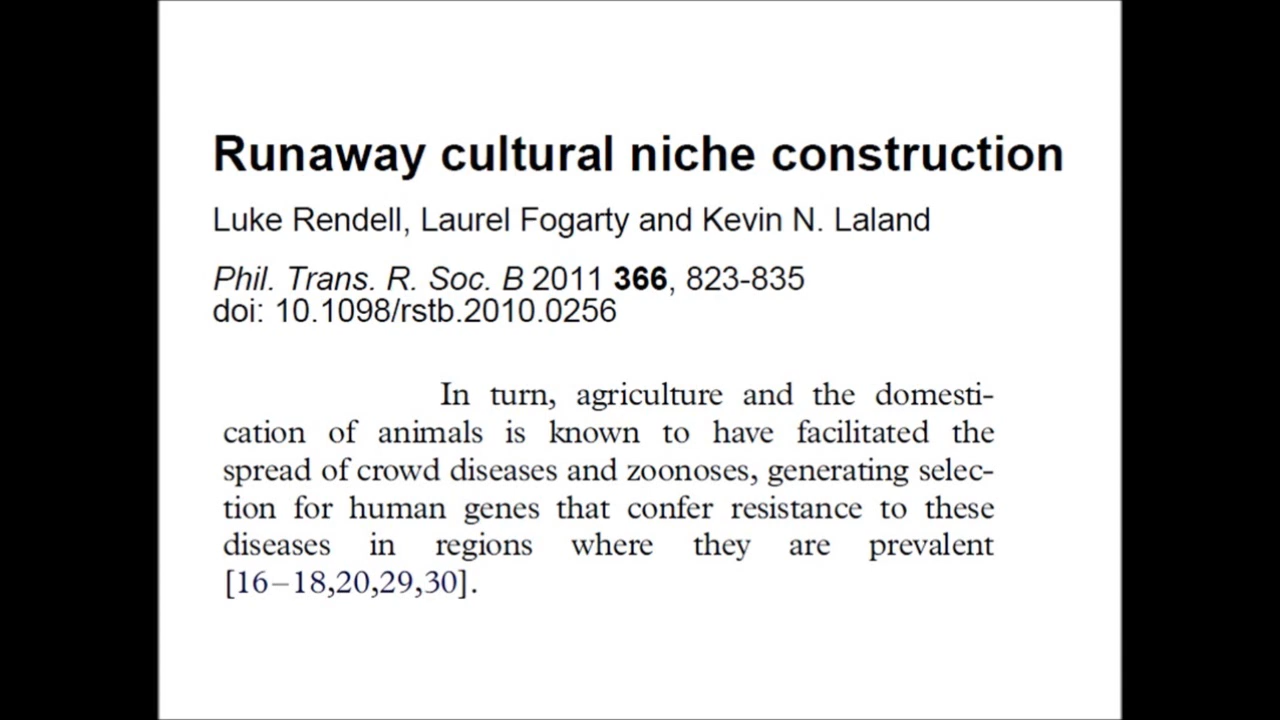 Runaway cultural niche construction
Luke Rendell, Laurel Fogarty and Kevin N. Laland
Phil. Trans. R. Soc. B 2011 366, 823-835
doi: 10.1098/rstb.2010.0256
In turn, agriculture and the domesti-
cation of animals is known to have facilitated the
spread of crowd diseases and zoonoses, generating selec-
tion for human genes that confer resistance to these
diseases in regions where they are prevalent
[16–18,20,29,30].